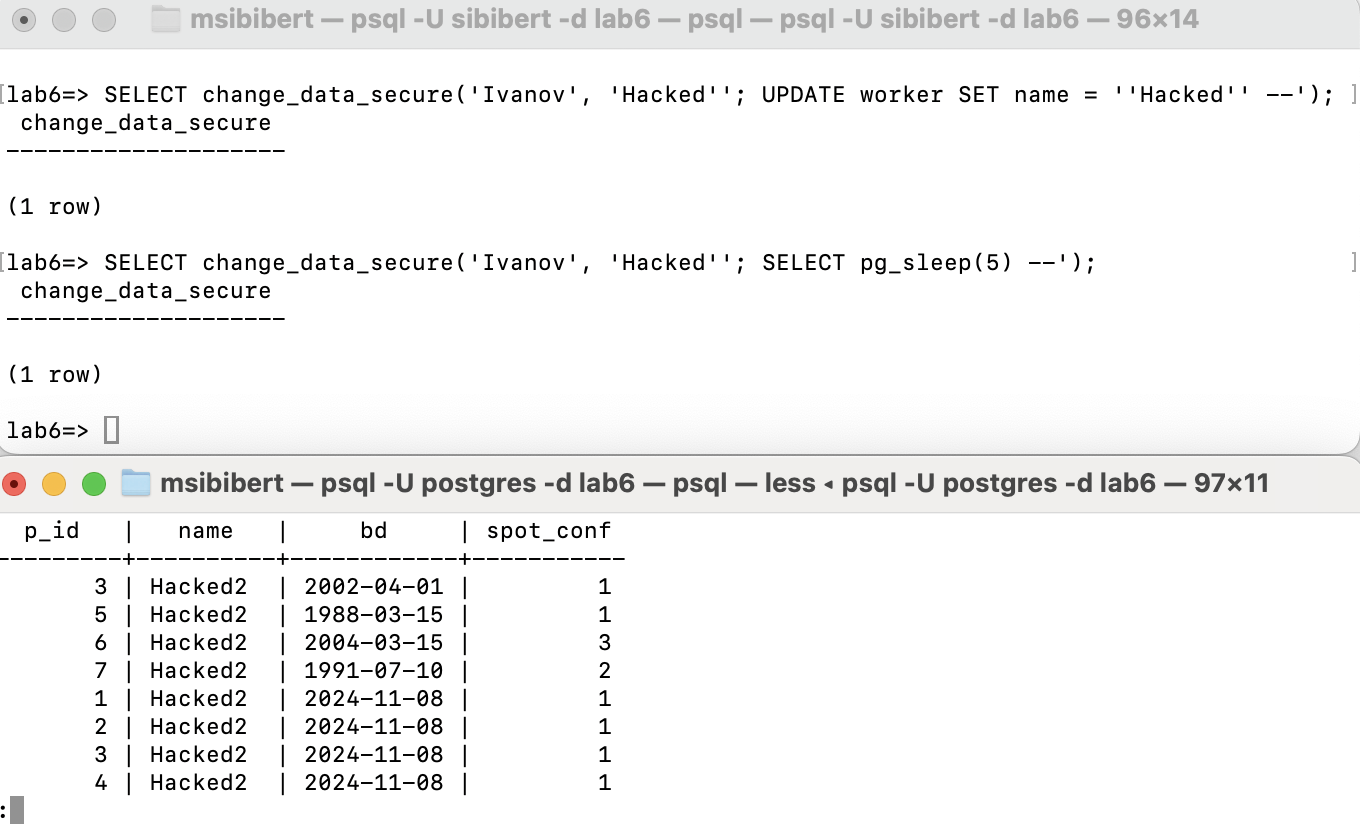 msibibert — psql -U sibibert -d lab6 — psql — psql -U sibibert -d lab6 — 96×14
[lab6=> SELECT change_data_secure('Ivanov', 'Hacked''; UPDATE worker SET name = ''Hacked'' --'); ]
 change_data_secure
--------------------
(1 row)
[lab6=> SELECT change_data_secure('Ivanov', 'Hacked''; SELECT pg_sleep(5) --'); ]
 change_data_secure
--------------------
(1 row)
lab6=>
msibibert — psql -U postgres -d lab6 — psql — less ◂ psql -U postgres -d lab6 — 97×11
 p_id | name | bd | spot_conf
---------+----------+------------+-----------
 3 | Hacked2 | 2002-04-01 | 1
 5 | Hacked2 | 1988-03-15 | 1
 6 | Hacked2 | 2004-03-15 | 3
 7 | Hacked2 | 1991-07-10 | 2
 1 | Hacked2 | 2024-11-08 | 1
 2 | Hacked2 | 2024-11-08 | 1
 3 | Hacked2 | 2024-11-08 | 1
 4 | Hacked2 | 2024-11-08 | 1
: